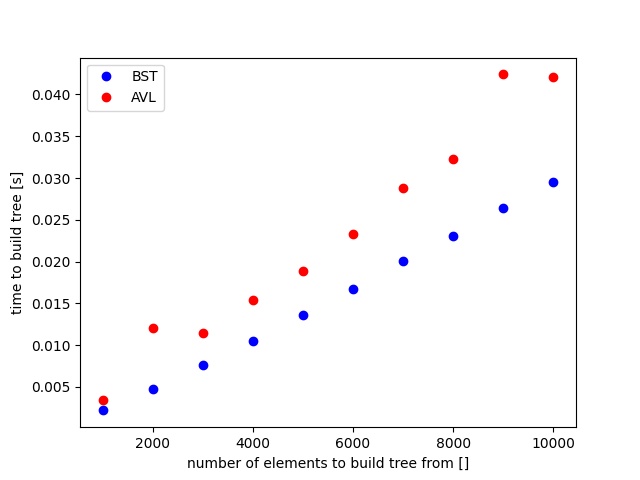 BST
AVL
0.040
0.035
0.030
0.025
0.020
0.015
0.010
0.005
time to build tree [s]
2000 4000 6000 8000 10000
number of elements to build tree from []